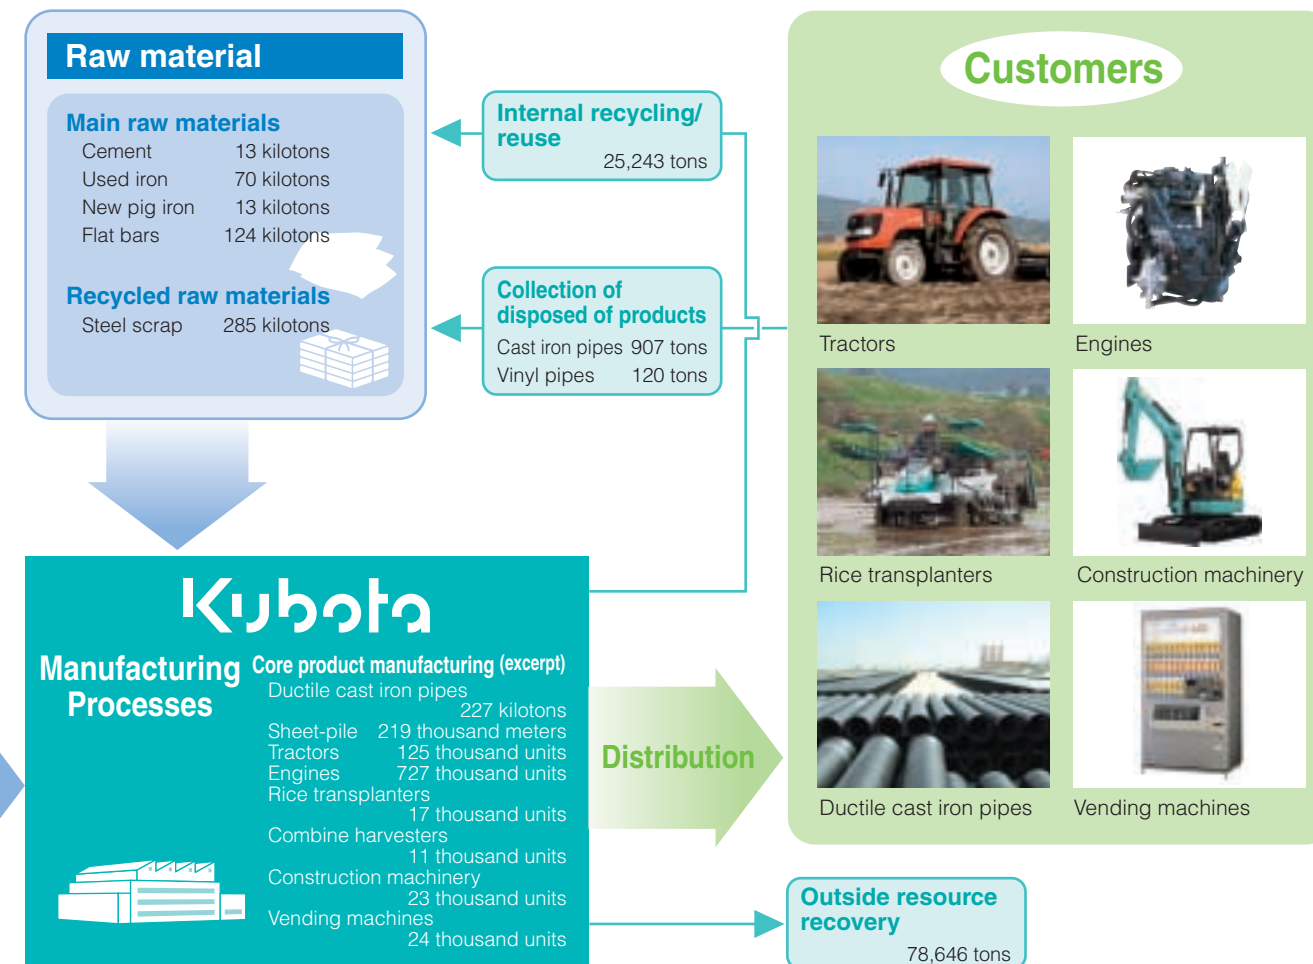 Raw material
Main raw materials
Cement 13 kilotons
Used iron 70 kilotons
New pig iron 13 kilotons
Flat bars 124 kilotons
Recycled raw materials
Steel scrap 285 kilotons
Internal recycling/
reuse
25,243 tons
Collection of
disposed of products
Cast iron pipes 907 tons
Vinyl pipes 120 tons
Customers
Tractors
Engines
Rice transplanters
Construction machinery
Ductile cast iron pipes
Vending machines
Kubota
Manufacturing
Processes
Core product manufacturing (excerpt)
Ductile cast iron pipes
227 kilotons
Sheet-pile 219 thousand meters
Tractors 125 thousand units
Engines 727 thousand units
Rice transplanters
17 thousand units
Combine harvesters
11 thousand units
Construction machinery
23 thousand units
Vending machines
24 thousand units
Distribution
Outside resource
recovery
78,646 tons